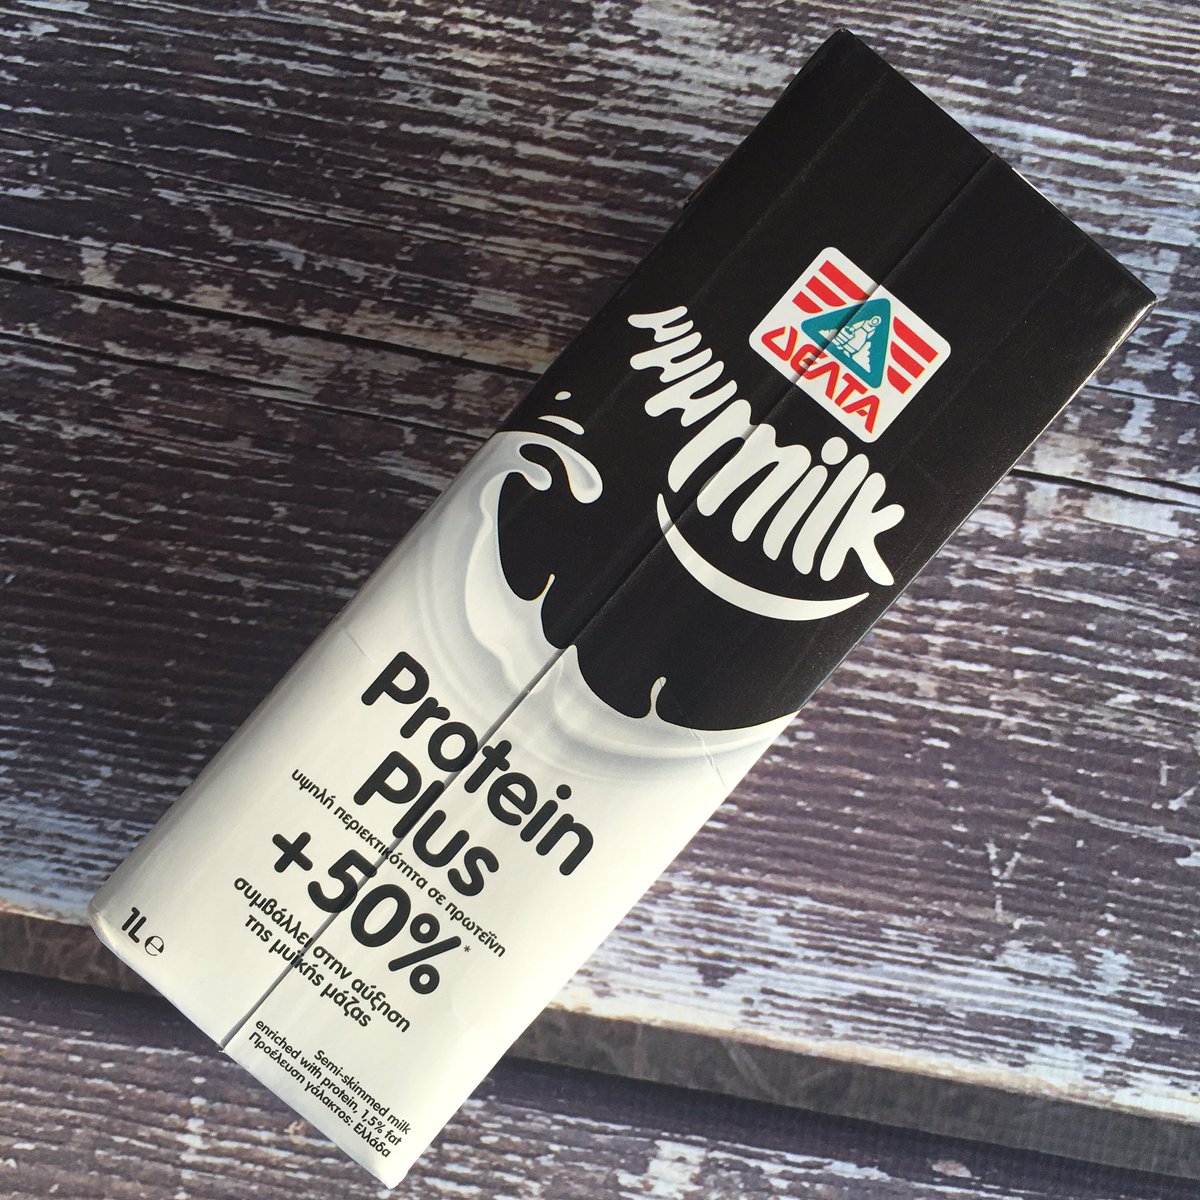 ΔΕΛΤΑ
μμμmilk
Protein
Plus
υψηλή περιεκτικότητα σε πρωτεΐνη
+50%*
συμβάλλει στην αύξηση
της μυϊκής μάζας
1L e
Semi-skimmed milk
enriched with protein, 1,5% fat
Προέλευση γάλακτος: Ελλάδα